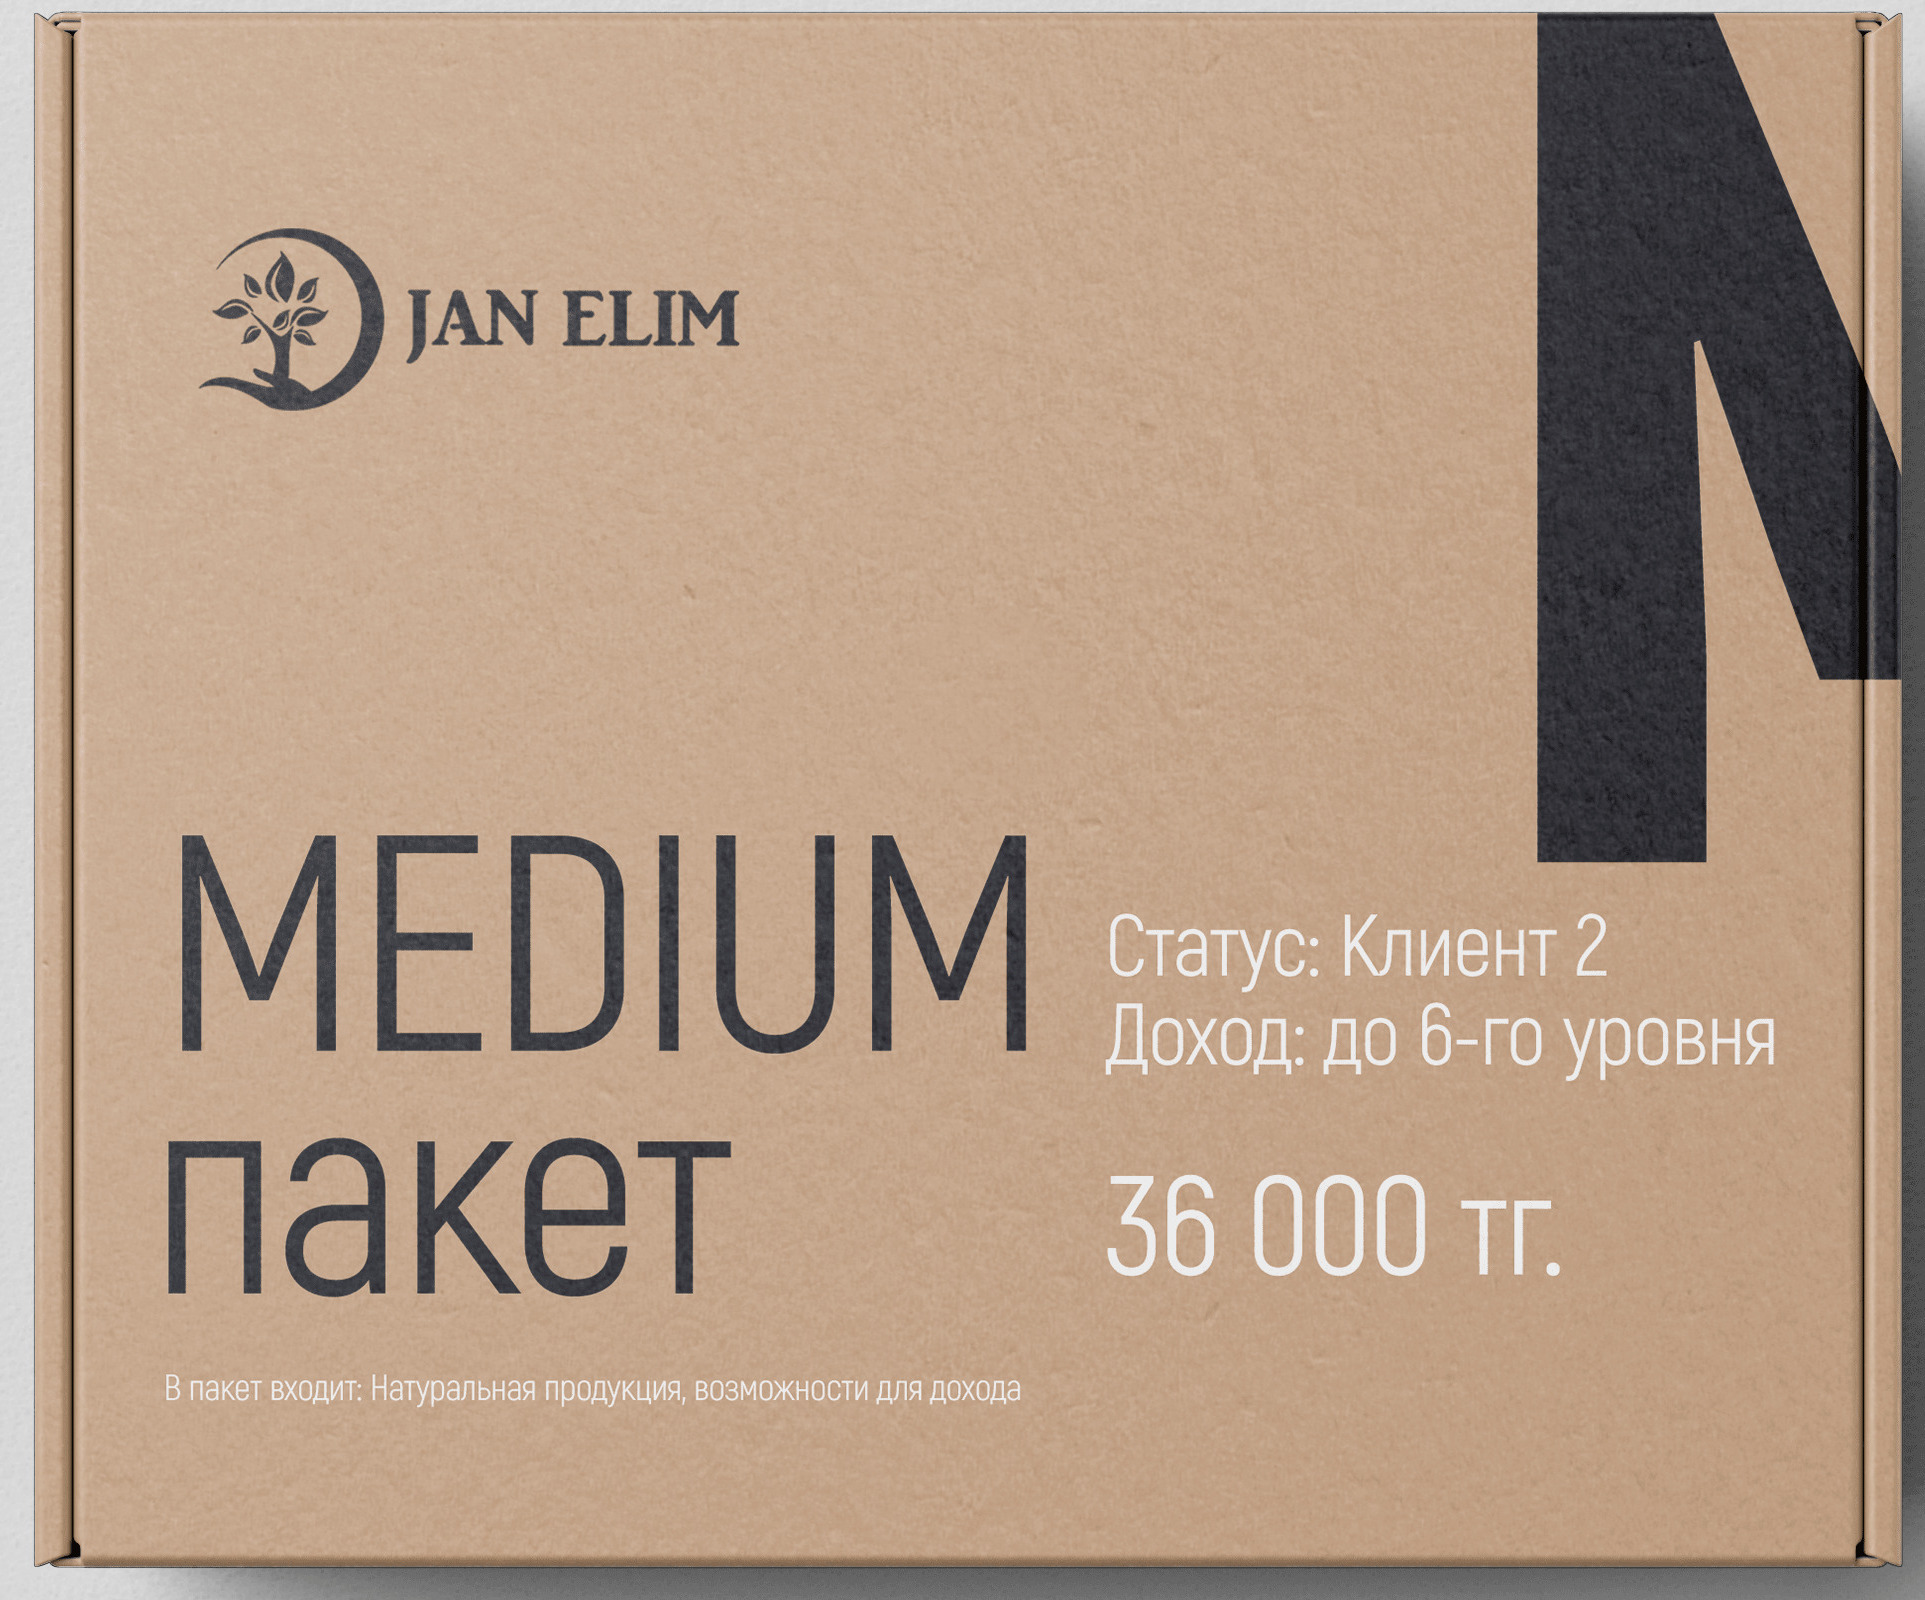 JAN ELIM
M
MEDIUM
пакет
Статус: Клиент 2
Доход: до 6-го уровня
36 000 тг.
В пакет входит: Натуральная продукция, возможности для дохода